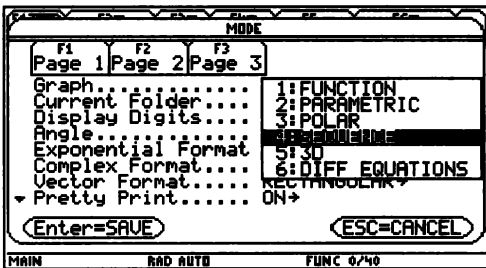 MODE
F1 F2 F3
Page 1 Page 2 Page 3
Graph.............
Current Folder....
Display Digits....
Angle.............
Exponential Format
Complex Format....
Vector Format..... RECTANGULAR→
Pretty Print...... ON→
1:FUNCTION
2:PARAMETRIC
3:POLAR
4:SEQUENCE
5:3D
6:DIFF EQUATIONS
Enter=SAVE ESC=CANCEL
MAIN RAD AUTO FUNC 0/40